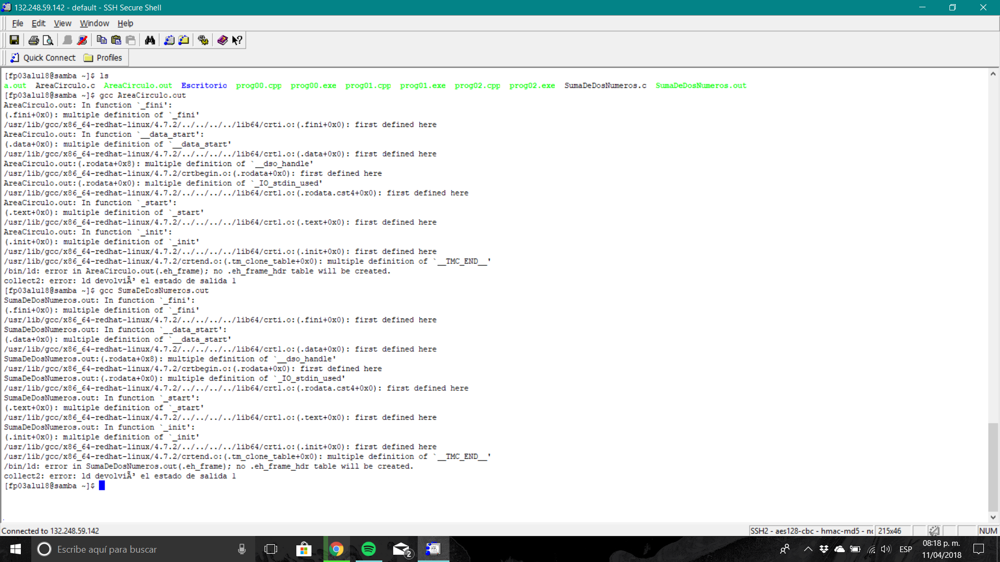 132.248.59.142 - default - SSH Secure Shell
File Edit View Window Help
Quick Connect Profiles
[fp03alu18@samba ~]$ ls
a.out AreaCirculo.c AreaCirculo.out Escritorio prog00.cpp prog00.exe prog01.cpp prog01.exe prog02.cpp prog02.exe SumaDeDosNumeros.c SumaDeDosNumeros.out
[fp03alu18@samba ~]$ gcc AreaCirculo.out
AreaCirculo.out: In function `_fini':
(.fini+0x0): multiple definition of `_fini'
/usr/lib/gcc/x86_64-redhat-linux/4.7.2/../../../../lib64/crti.o:(.fini+0x0): first defined here
AreaCirculo.out: In function `__data_start':
(.data+0x0): multiple definition of `__data_start'
/usr/lib/gcc/x86_64-redhat-linux/4.7.2/../../../../lib64/crt1.o:(.data+0x0): first defined here
AreaCirculo.out:(.rodata+0x8): multiple definition of `__dso_handle'
/usr/lib/gcc/x86_64-redhat-linux/4.7.2/crtbegin.o:(.rodata+0x0): first defined here
AreaCirculo.out:(.rodata+0x0): multiple definition of `_IO_stdin_used'
/usr/lib/gcc/x86_64-redhat-linux/4.7.2/../../../../lib64/crt1.o:(.rodata.cst4+0x0): first defined here
AreaCirculo.out: In function `_start':
(.text+0x0): multiple definition of `_start'
/usr/lib/gcc/x86_64-redhat-linux/4.7.2/../../../../lib64/crt1.o:(.text+0x0): first defined here
AreaCirculo.out: In function `_init':
(.init+0x0): multiple definition of `_init'
/usr/lib/gcc/x86_64-redhat-linux/4.7.2/../../../../lib64/crti.o:(.init+0x0): first defined here
/usr/lib/gcc/x86_64-redhat-linux/4.7.2/crtend.o:(.tm_clone_table+0x0): multiple definition of `__TMC_END__'
/bin/ld: error in AreaCirculo.out(.eh_frame); no .eh_frame_hdr table will be created.
collect2: error: ld devolviÃ³ el estado de salida 1
[fp03alu18@samba ~]$ gcc SumaDeDosNumeros.out
SumaDeDosNumeros.out: In function `_fini':
(.fini+0x0): multiple definition of `_fini'
/usr/lib/gcc/x86_64-redhat-linux/4.7.2/../../../../lib64/crti.o:(.fini+0x0): first defined here
SumaDeDosNumeros.out: In function `__data_start':
(.data+0x0): multiple definition of `__data_start'
/usr/lib/gcc/x86_64-redhat-linux/4.7.2/../../../../lib64/crt1.o:(.data+0x0): first defined here
SumaDeDosNumeros.out:(.rodata+0x8): multiple definition of `__dso_handle'
/usr/lib/gcc/x86_64-redhat-linux/4.7.2/crtbegin.o:(.rodata+0x0): first defined here
SumaDeDosNumeros.out:(.rodata+0x0): multiple definition of `_IO_stdin_used'
/usr/lib/gcc/x86_64-redhat-linux/4.7.2/../../../../lib64/crt1.o:(.rodata.cst4+0x0): first defined here
SumaDeDosNumeros.out: In function `_start':
(.text+0x0): multiple definition of `_start'
/usr/lib/gcc/x86_64-redhat-linux/4.7.2/../../../../lib64/crt1.o:(.text+0x0): first defined here
SumaDeDosNumeros.out: In function `_init':
(.init+0x0): multiple definition of `_init'
/usr/lib/gcc/x86_64-redhat-linux/4.7.2/../../../../lib64/crti.o:(.init+0x0): first defined here
/usr/lib/gcc/x86_64-redhat-linux/4.7.2/crtend.o:(.tm_clone_table+0x0): multiple definition of `__TMC_END__'
/bin/ld: error in SumaDeDosNumeros.out(.eh_frame); no .eh_frame_hdr table will be created.
collect2: error: ld devolviÃ³ el estado de salida 1
[fp03alu18@samba ~]$
Connected to 132.248.59.142 SSH2 - aes128-cbc - hmac-md5 - nc 215x46 NUM
Escribe aquí para buscar 2 ESP 08:18 p. m.
11/04/2018